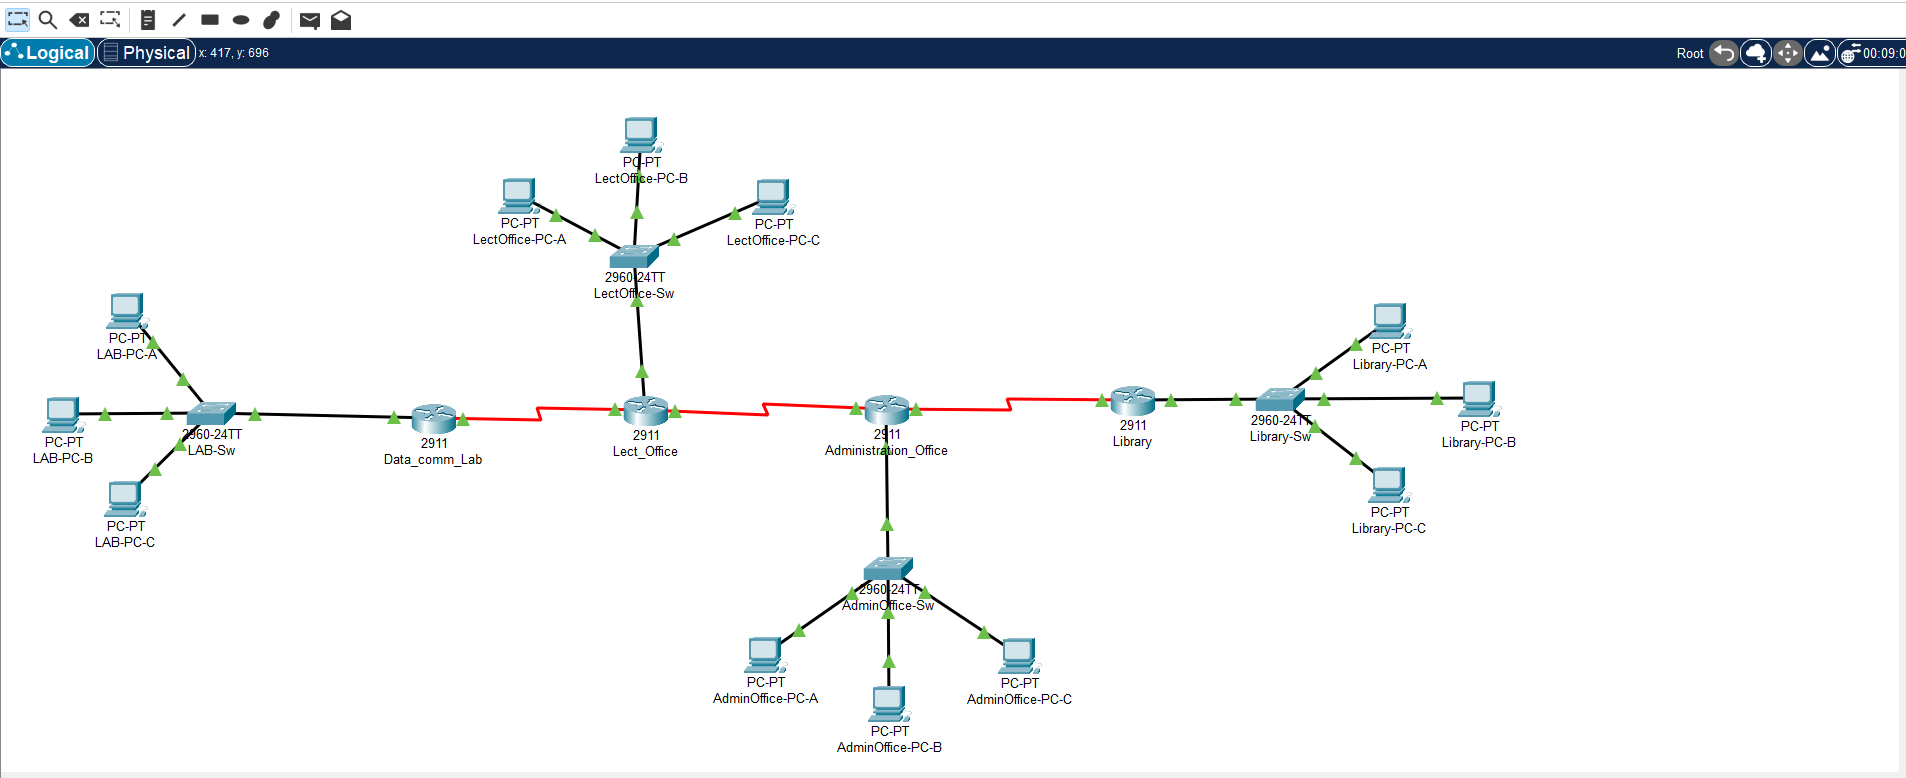 Logical
Physical
x: 417, y: 696
Root
00:09:0
PC-PT
LectOffice-PC-B
PC-PT
LectOffice-PC-A
PC-PT
LectOffice-PC-C
2960-24TT
LectOffice-Sw
PC-PT
LAB-PC-A
PC-PT
LAB-PC-B
PC-PT
LAB-PC-C
2960-24TT
LAB-Sw
2911
Data_comm_Lab
2911
Lect_Office
2911
Administration_Office
2911
Library
2960-24TT
Library-Sw
PC-PT
Library-PC-A
PC-PT
Library-PC-B
PC-PT
Library-PC-C
2960-24TT
AdminOffice-Sw
PC-PT
AdminOffice-PC-A
PC-PT
AdminOffice-PC-B
PC-PT
AdminOffice-PC-C